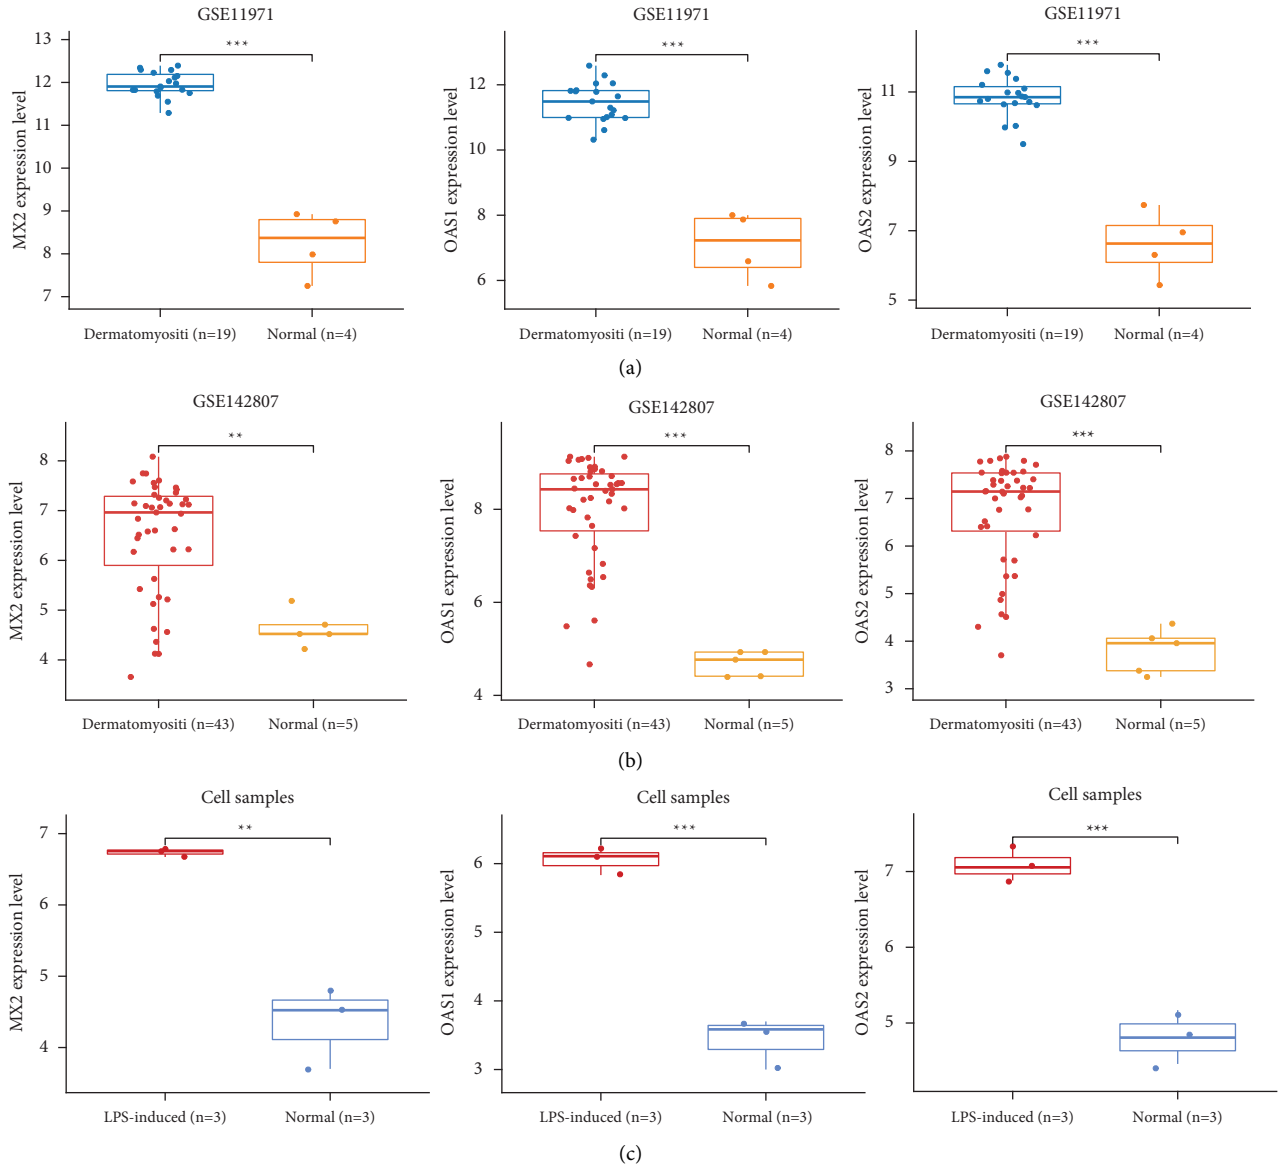 GSE11971
MX2 expression level
13
12
11
10
9
8
7
***
Dermatomyositi (n=19)
Normal (n=4)
GSE11971
OAS1 expression level
12
10
8
6
***
Dermatomyositi (n=19)
Normal (n=4)
GSE11971
OAS2 expression level
11
9
7
5
***
Dermatomyositi (n=19)
Normal (n=4)
(a)
GSE142807
MX2 expression level
8
7
6
5
4
**
Dermatomyositi (n=43)
Normal (n=5)
GSE142807
OAS1 expression level
8
6
4
***
Dermatomyositi (n=43)
Normal (n=5)
GSE142807
OAS2 expression level
8
7
6
5
4
3
***
Dermatomyositi (n=43)
Normal (n=5)
(b)
Cell samples
MX2 expression level
7
6
5
4
**
LPS-induced (n=3)
Normal (n=3)
Cell samples
OAS1 expression level
6
5
4
3
***
LPS-induced (n=3)
Normal (n=3)
Cell samples
OAS2 expression level
7
6
5
***
LPS-induced (n=3)
Normal (n=3)
(c)